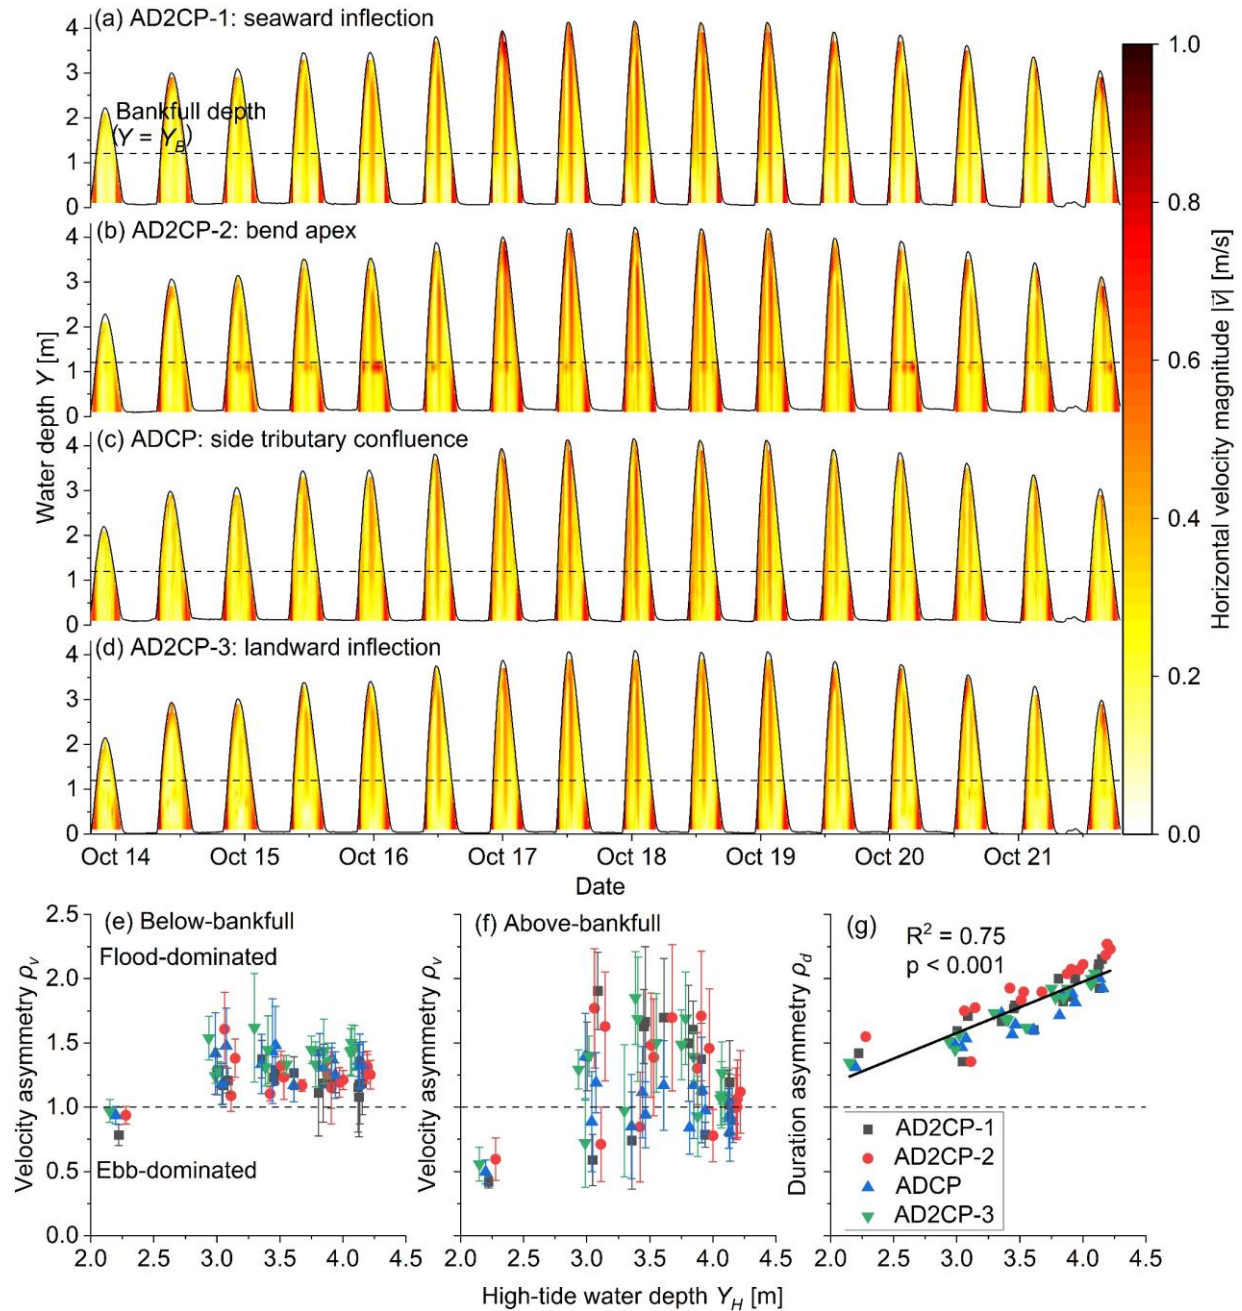 (a) AD2CP-1: seaward inflection
Bankfull depth
(Y = Y_B)
4
3
2
1
0
(b) AD2CP-2: bend apex
4
3
2
1
0
(c) ADCP: side tributary confluence
4
3
2
1
0
(d) AD2CP-3: landward inflection
4
3
2
1
0
Water depth Y [m]
Oct 14 Oct 15 Oct 16 Oct 17 Oct 18 Oct 19 Oct 20 Oct 21
Date
1.0
0.8
0.6
0.4
0.2
0.0
Horizontal velocity magnitude |v⃗| [m/s]
(e) Below-bankfull
Flood-dominated
Ebb-dominated
Velocity asymmetry ρ_v
2.5
2.0
1.5
1.0
0.5
0.0
2.0 2.5 3.0 3.5 4.0 4.5
(f) Above-bankfull
Velocity asymmetry ρ_v
2.0 2.5 3.0 3.5 4.0 4.5
(g)
R² = 0.75
p < 0.001
Duration asymmetry ρ_d
AD2CP-1
AD2CP-2
ADCP
AD2CP-3
2.0 2.5 3.0 3.5 4.0 4.5
High-tide water depth Y_H [m]